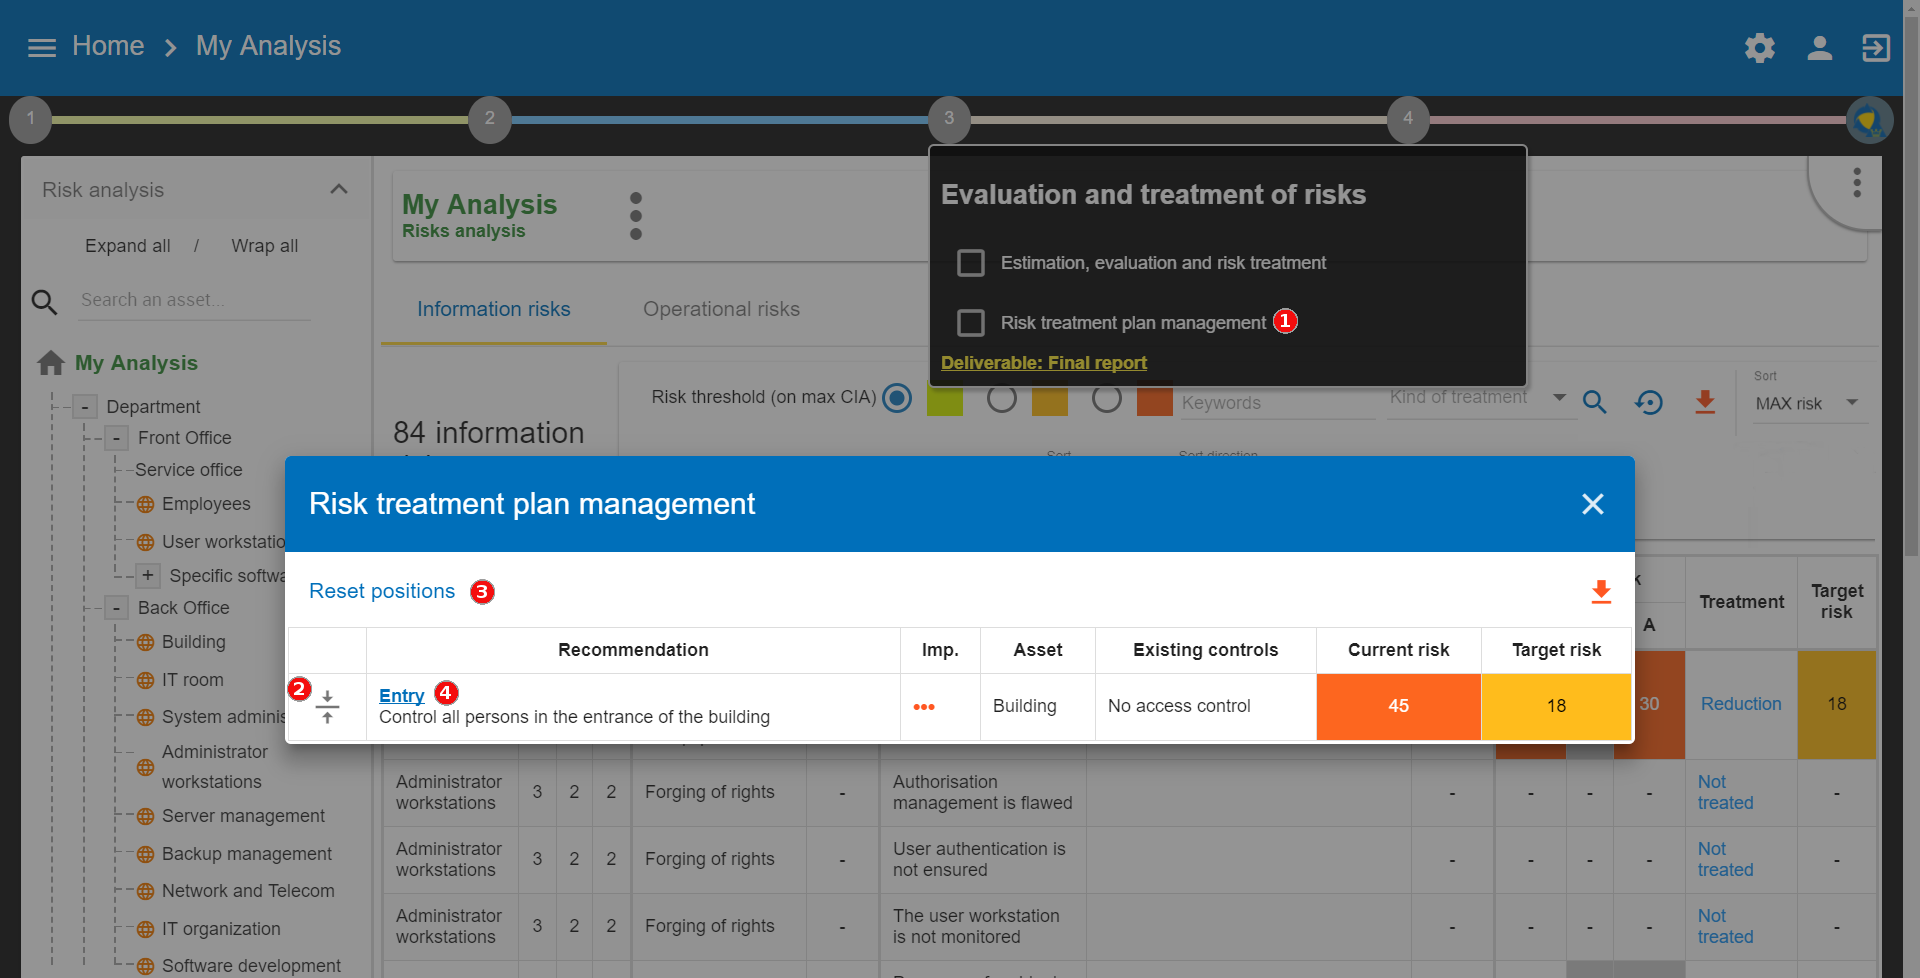 Home > My Analysis
1
2
3
4
Risk analysis
Expand all / Wrap all
Search an asset...
My Analysis
- Department
- Front Office
Service office
Employees
User workstatio
+ Specific softwa
- Back Office
Building
IT room
System adminis
Administrator
workstations
Server management
Backup management
Network and Telecom
IT organization
Software development
My Analysis
Risks analysis
Information risks
Operational risks
Evaluation and treatment of risks
Estimation, evaluation and risk treatment
Risk treatment plan management 1
Deliverable: Final report
84 information
Risk threshold (on max CIA)
Keywords
Kind of treatment
Sort
MAX risk
Sort
Sort direction
Risk treatment plan management
Reset positions 3
Recommendation Imp. Asset Existing controls Current risk Target risk
2 Entry 4
Control all persons in the entrance of the building
••• Building No access control 45 18
k
A
Treatment
Target
risk
30 Reduction 18
Administrator
workstations
3 2 2 Forging of rights -
Authorisation
management is flawed
- - - -
Not
treated
-
Administrator
workstations
3 2 2 Forging of rights -
User authentication is
not ensured
- - - -
Not
treated
-
Administrator
workstations
3 2 2 Forging of rights -
The user workstation
is not monitored
- - - -
Not
treated
-